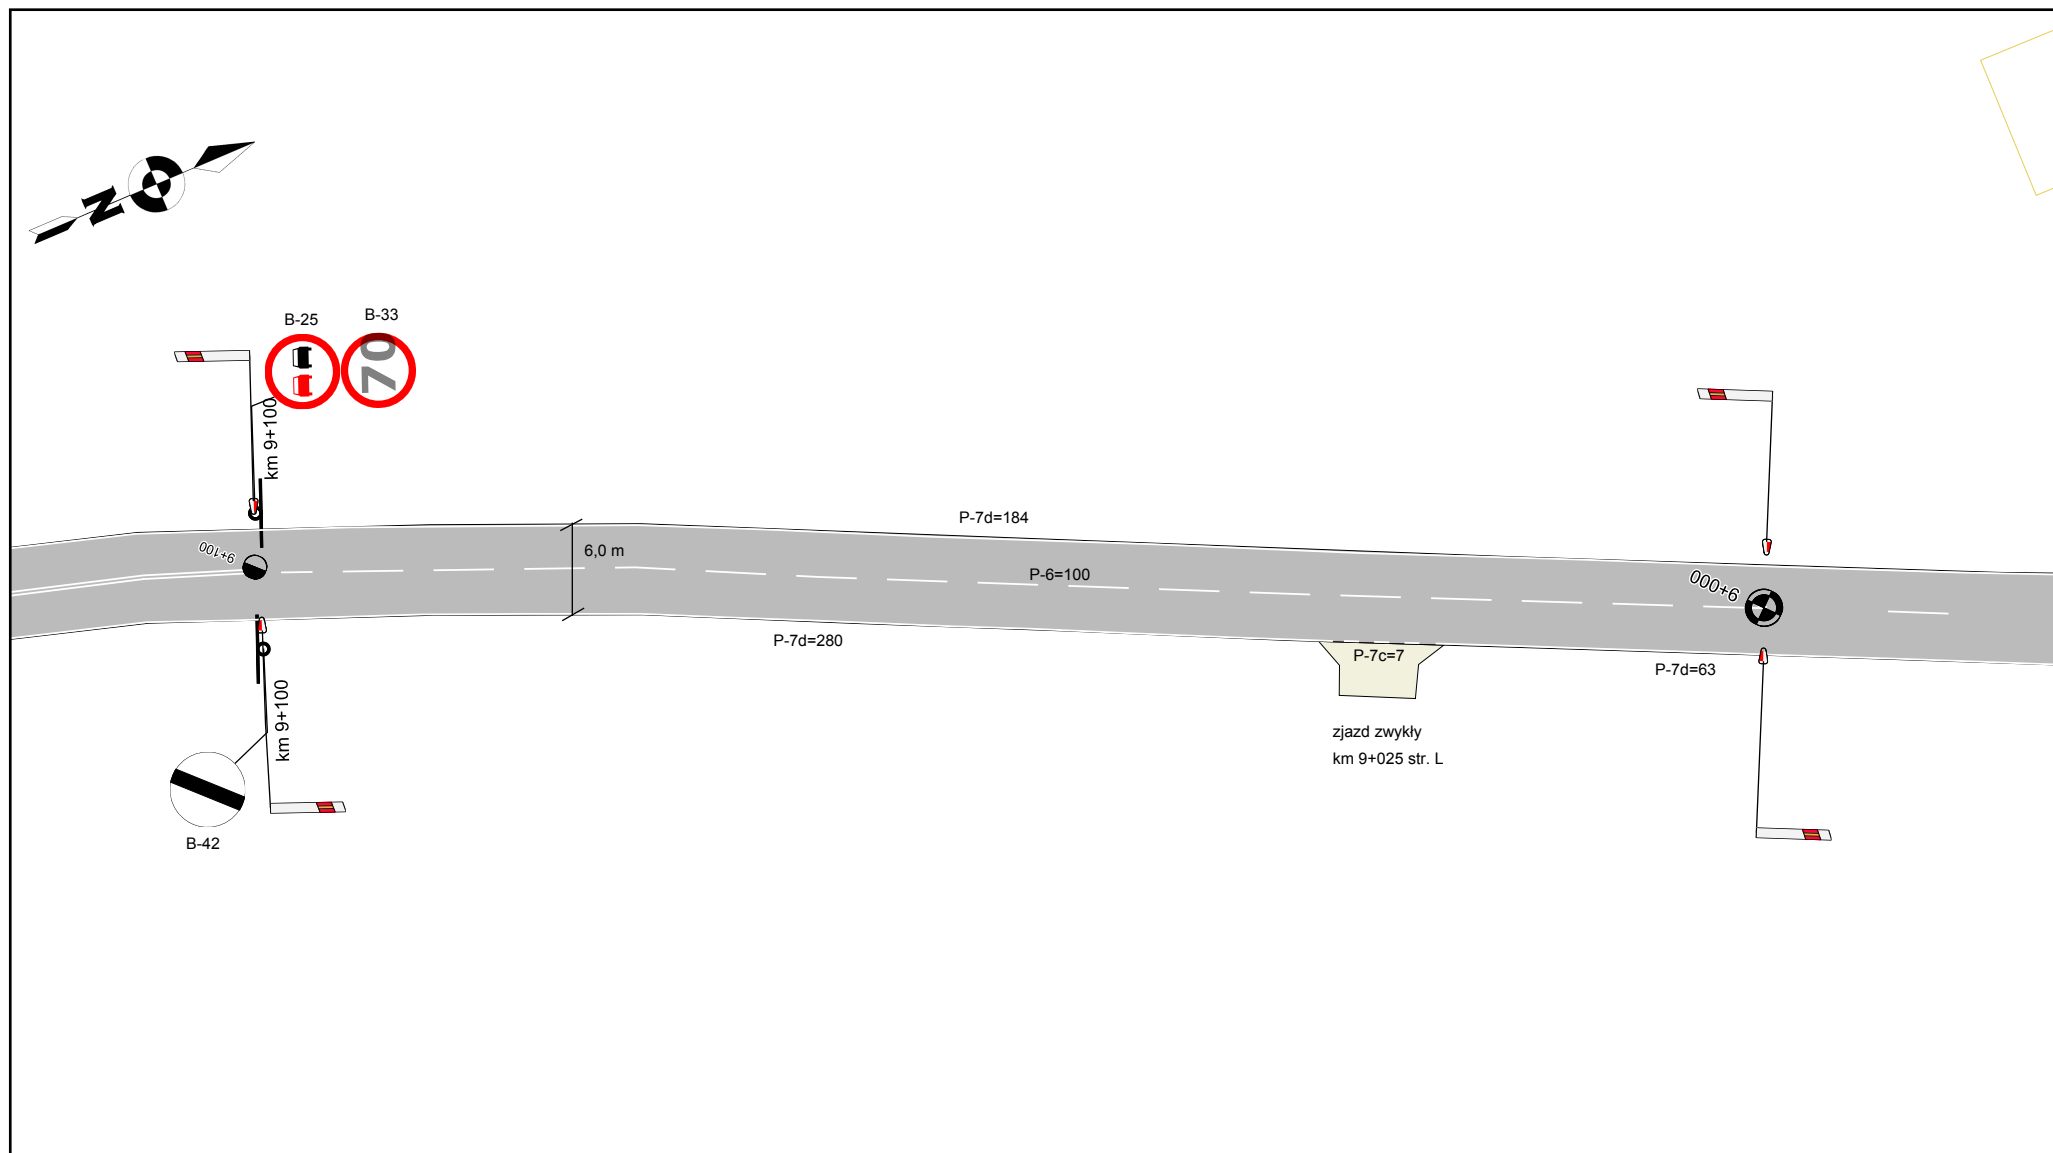 N
B-25
B-33
70
km 9+100
9+100
6,0 m
P-7d=184
P-6=100
9+000
P-7d=280
P-7c=7
P-7d=63
km 9+100
zjazd zwykły
km 9+025 str. L
B-42